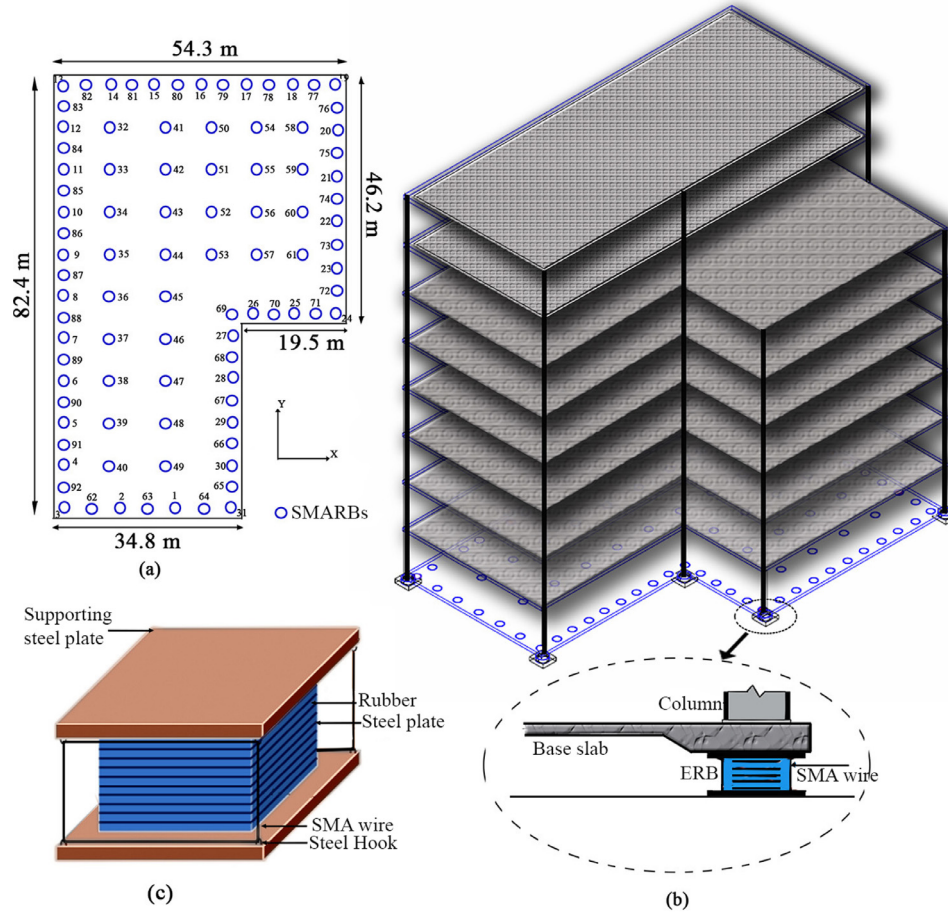 54.3 m
13 19
82 14 81 15 80 16 79 17 78 18 77
83 76
12 32 41 50 54 58 20
84 75
11 33 42 51 55 59 21
85 74
10 34 43 52 56 60 22
86 73
9 35 44 53 57 61 23
87 72
8 36 45
88 69 26 70 25 71 24
7 37 46 27
89 68
6 38 47 28
90 67
5 39 48 29
91 66
4 40 49 30
92 65
3 62 2 63 1 64 31
82.4 m
46.2 m
19.5 m
Y
X
SMARBs
34.8 m
(a)
Supporting
steel plate
Rubber
Steel plate
SMA wire
Steel Hook
(c)
Column
Base slab
ERB
SMA wire
(b)